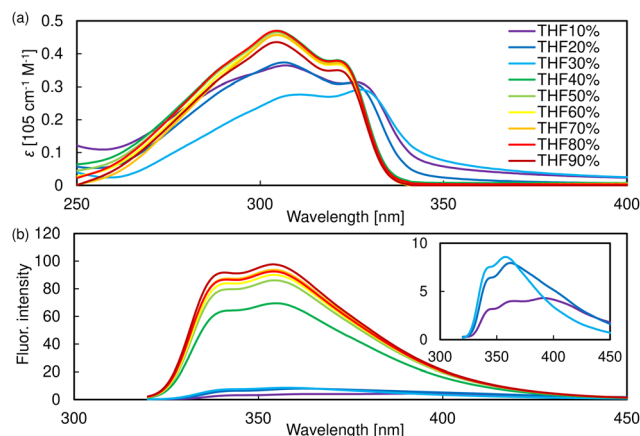 (a)
0.5
0.4
0.3
0.2
0.1
0
ε [105 cm-1 M-1]
250
300
350
400
Wavelength [nm]
THF10%
THF20%
THF30%
THF40%
THF50%
THF60%
THF70%
THF80%
THF90%
(b)
120
100
80
60
40
20
0
Fluor. intensity
300
350
400
450
Wavelength [nm]
10
5
0
300
350
400
450